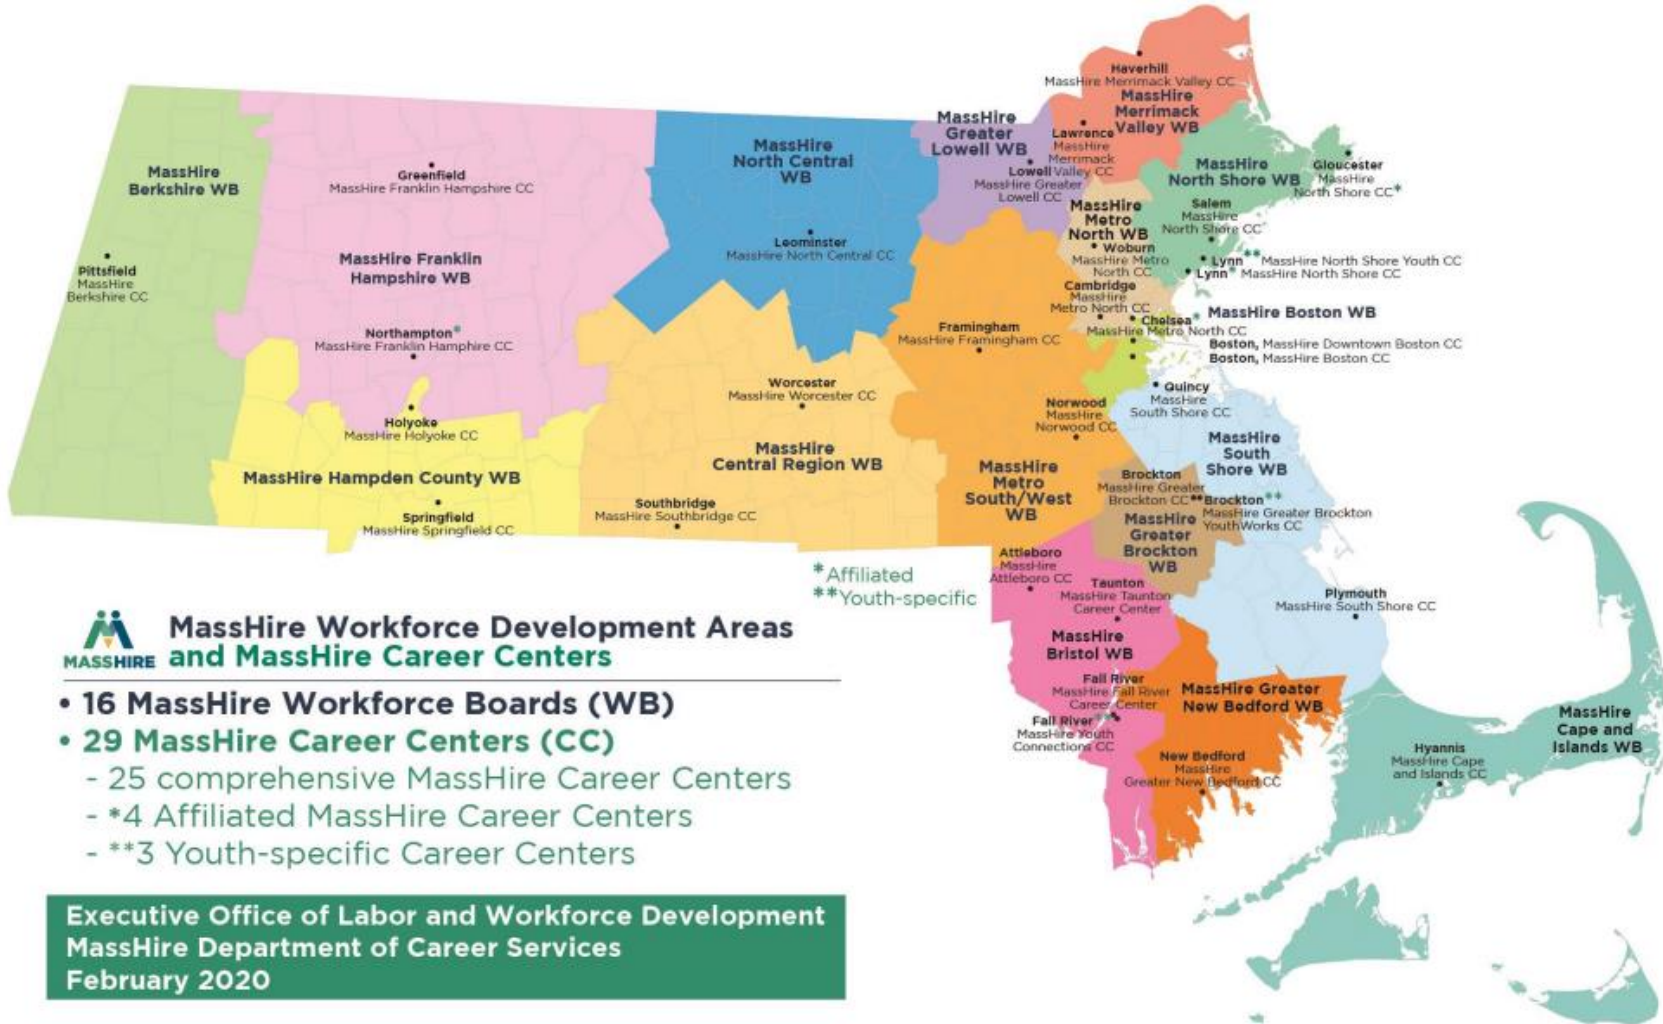 Haverhill
MassHire Merrimack Valley CC
MassHire
Merrimack
Valley WB
MassHire
Greater
Lowell WB
Lawrence
MassHire
Merrimack
Valley CC
Lowell
MassHire Greater
Lowell CC
MassHire
North Shore WB
Gloucester
MassHire
North Shore CC*
Salem
MassHire
North Shore CC
Lynn** MassHire North Shore Youth CC
Lynn* MassHire North Shore CC
MassHire
Metro
North WB
Woburn
MassHire Metro
North CC
Cambridge
MassHire
Metro North CC
Chelsea*
MassHire Metro North CC
MassHire Boston WB
Boston, MassHire Downtown Boston CC
Boston, MassHire Boston CC
MassHire
Berkshire WB
Pittsfield
MassHire
Berkshire CC
Greenfield
MassHire Franklin Hampshire CC
MassHire Franklin
Hampshire WB
Northampton*
MassHire Franklin Hamphire CC
MassHire
North Central
WB
Leominster
MassHire North Central CC
Framingham
MassHire Framingham CC
Holyoke
MassHire Holyoke CC
MassHire Hampden County WB
Springfield
MassHire Springfield CC
Worcester
MassHire Worcester CC
MassHire
Central Region WB
Southbridge
MassHire Southbridge CC
Norwood
MassHire
Norwood CC
MassHire
Metro
South/West
WB
Quincy
MassHire
South Shore CC
MassHire
South
Shore WB
Brockton
MassHire Greater
Brockton CC
Brockton**
MassHire Greater Brockton
YouthWorks CC
MassHire
Greater
Brockton
WB
Attleboro
MassHire
Attleboro CC
Taunton
MassHire Taunton
Career Center
Plymouth
MassHire South Shore CC
MassHire
Bristol WB
Fall River
MassHire Fall River
Career Center
Fall River**
MassHire Youth
Connections CC
MassHire Greater
New Bedford WB
New Bedford
MassHire
Greater New Bedford CC
Hyannis
MassHire Cape
and Islands CC
MassHire
Cape and
Islands WB
*Affiliated
**Youth-specific
MASSHIRE
MassHire Workforce Development Areas
and MassHire Career Centers
• 16 MassHire Workforce Boards (WB)
• 29 MassHire Career Centers (CC)
- 25 comprehensive MassHire Career Centers
- *4 Affiliated MassHire Career Centers
- **3 Youth-specific Career Centers
Executive Office of Labor and Workforce Development
MassHire Department of Career Services
February 2020